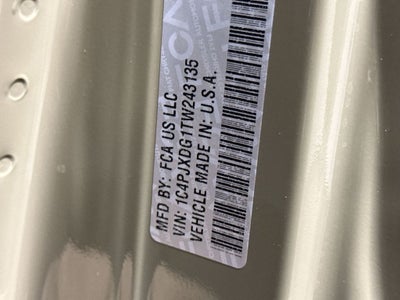 MFD BY: FCA US LLC
VIN: 1C4PJXDG1TW243135
VEHICLE MADE IN: U.S.A.